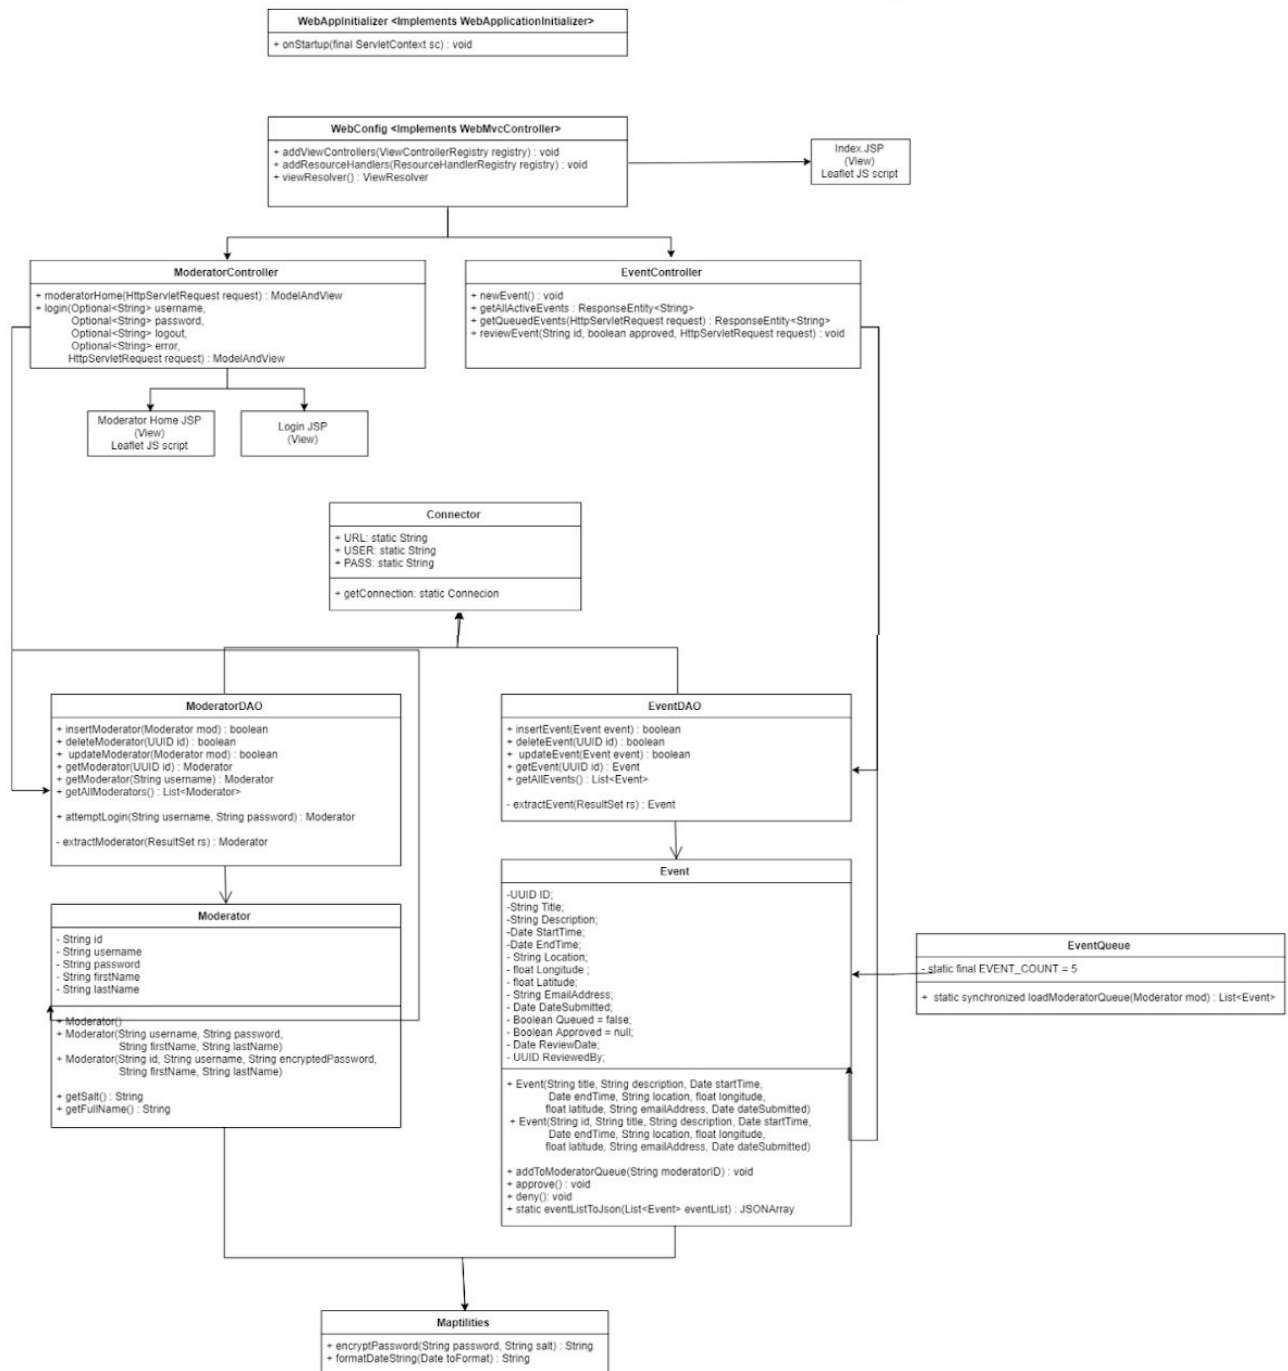 WebAppInitializer <Implements WebApplicationInitializer>
+ onStartup(final ServletContext sc) : void
WebConfig <Implements WebMvcController>
+ addViewControllers(ViewControllerRegistry registry) : void
+ addResourceHandlers(ResourceHandlerRegistry registry) : void
+ viewResolver() : ViewResolver
Index.JSP
(View)
Leaflet JS script
ModeratorController
+ moderatorHome(HttpServletRequest request) : ModelAndView
+ login(Optional<String> username,
Optional<String> password,
Optional<String> logout,
Optional<String> error,
HttpServletRequest request) : ModelAndView
EventController
+ newEvent() : void
+ getAllActiveEvents : ResponseEntity<String>
+ getQueuedEvents(HttpServletRequest request) : ResponseEntity<String>
+ reviewEvent(String id, boolean approved, HttpServletRequest request) : void
Moderator Home JSP
(View)
Leaflet JS script
Login JSP
(View)
Connector
+ URL: static String
+ USER: static String
+ PASS: static String
+ getConnection: static Connecion
ModeratorDAO
+ insertModerator(Moderator mod) : boolean
+ deleteModerator(UUID id) : boolean
+ updateModerator(Moderator mod) : boolean
+ getModerator(UUID id) : Moderator
+ getModerator(String username) : Moderator
+ getAllModerators() : List<Moderator>
+ attemptLogin(String username, String password) : Moderator
- extractModerator(ResultSet rs) : Moderator
EventDAO
+ insertEvent(Event event) : boolean
+ deleteEvent(UUID id) : boolean
+ updateEvent(Event event) : boolean
+ getEvent(UUID id) : Event
+ getAllEvents() : List<Event>
- extractEvent(ResultSet rs) : Event
Moderator
- String id
- String username
- String password
- String firstName
- String lastName
+ Moderator()
+ Moderator(String username, String password,
String firstName, String lastName)
+ Moderator(String id, String username, String encryptedPassword,
String firstName, String lastName)
+ getSalt() : String
+ getFullName() : String
Event
-UUID ID;
-String Title;
-String Description;
-Date StartTime;
-Date EndTime;
- String Location;
- float Longitude ;
- float Latitude;
- String EmailAddress;
- Date DateSubmitted;
- Boolean Queued = false;
- Boolean Approved = null;
- Date ReviewDate;
- UUID ReviewedBy;
+ Event(String title, String description, Date startTime,
Date endTime, String location, float longitude,
float latitude, String emailAddress, Date dateSubmitted)
+ Event(String id, String title, String description, Date startTime,
Date endTime, String location, float longitude,
float latitude, String emailAddress, Date dateSubmitted)
+ addToModeratorQueue(String moderatorID) : void
+ approve() : void
+ deny(): void
+ static eventListToJson(List<Event> eventList) : JSONArray
EventQueue
- static final EVENT_COUNT = 5
+ static synchronized loadModeratorQueue(Moderator mod) : List<Event>
Maptilities
+ encryptPassword(String password, String salt) : String
+ formatDateString(Date toFormat) : String